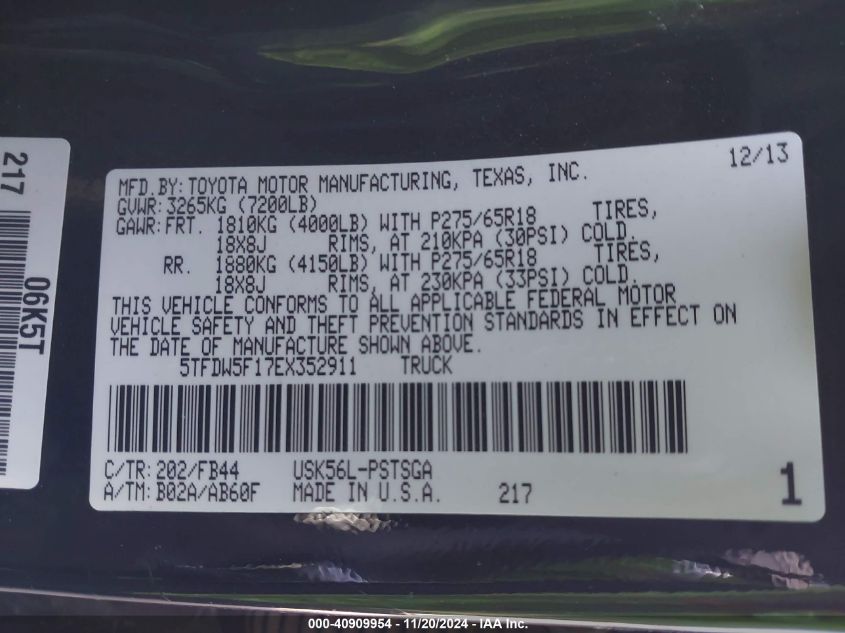 217
06K5T
MFD.BY:TOYOTA MOTOR MANUFACTURING, TEXAS, INC. 12/13
GVWR:3265KG (7200LB)
GAWR:FRT. 1810KG (4000LB) WITH P275/65R18 TIRES,
18X8J RIMS, AT 210KPA (30PSI) COLD.
RR. 1880KG (4150LB) WITH P275/65R18 TIRES,
18X8J RIMS, AT 230KPA (33PSI) COLD.
THIS VEHICLE CONFORMS TO ALL APPLICABLE FEDERAL MOTOR
VEHICLE SAFETY AND THEFT PREVENTION STANDARDS IN EFFECT ON
THE DATE OF MANUFACTURE SHOWN ABOVE.
5TFDW5F17EX352911 TRUCK
C/TR:202/FB44 USK56L-PSTSGA
A/TM:B02A/AB60F MADE IN U.S.A. 217 1
000-40909954 - 11/20/2024 - IAA Inc.